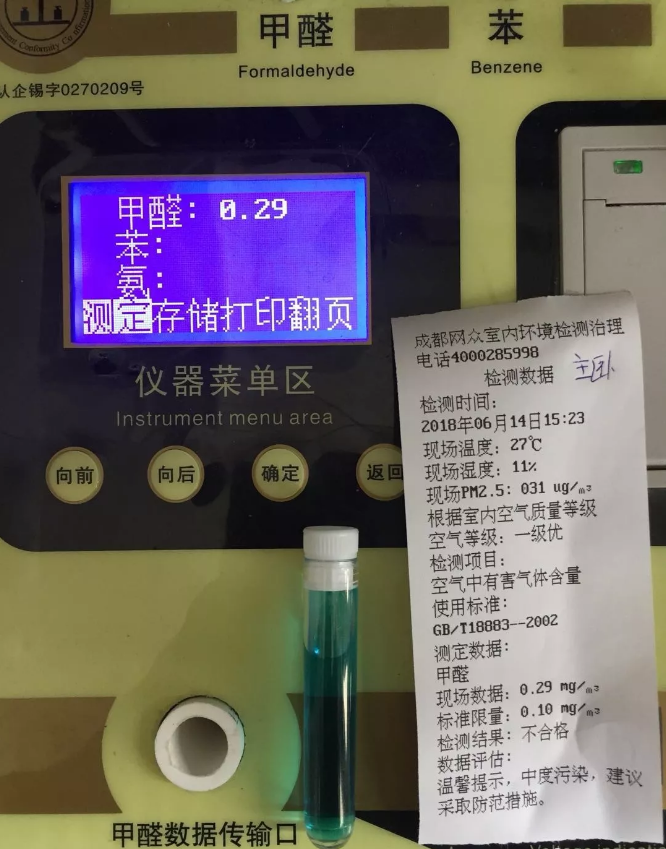 甲醛
Formaldehyde
苯
Benzene
认企锡字0270209号
甲醛：0.29
苯：
氨：
测定存储打印翻页
仪器菜单区
Instrument menu area
向前
向后
确定
返回
甲醛数据传输口
成都网众室内环境检测治理
电话4000285998
检测数据
主卧
检测时间：
2018年06月14日15:23
现场温度：27℃
现场湿度：11%
现场PM2.5：031 ug/m3
根据室内空气质量等级
空气等级：一级优
检测项目：
空气中有害气体含量
使用标准：
GB/T18883--2002
测定数据：
甲醛
现场数据：0.29 mg/m3
标准限量：0.10 mg/m3
检测结果：不合格
数据评估：
温馨提示，中度污染，建议
采取防范措施。